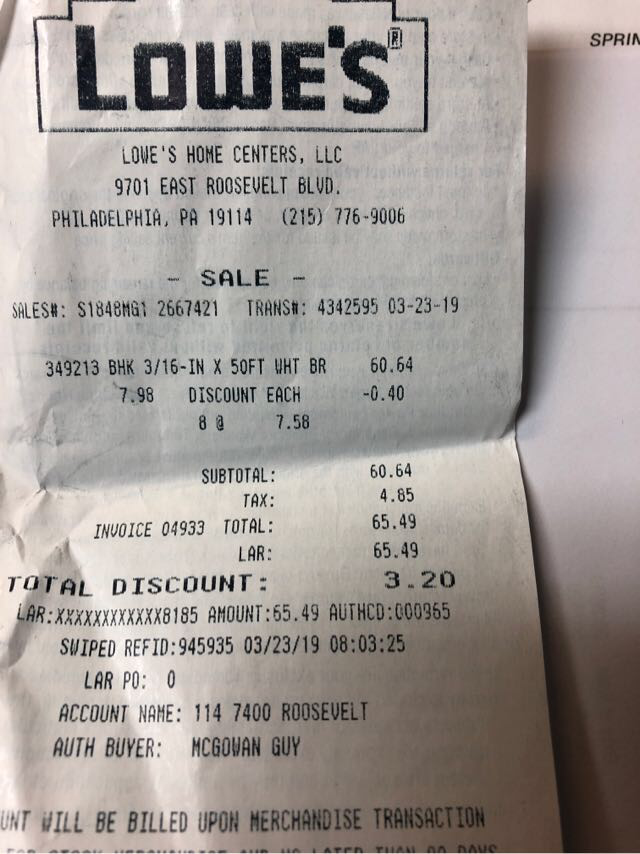 LOWE'S®
SPRIN
LOWE'S HOME CENTERS, LLC
9701 EAST ROOSEVELT BLVD.
PHILADELPHIA, PA 19114 (215) 776-9006
- SALE -
SALES#: S1848MG1 2667421 TRANS#: 4342595 03-23-19
349213 BHK 3/16-IN X 50FT WHT BR 60.64
7.98 DISCOUNT EACH -0.40
8 @ 7.58
SUBTOTAL: 60.64
TAX: 4.85
INVOICE 04933 TOTAL: 65.49
LAR: 65.49
TOTAL DISCOUNT: 3.20
LAR:XXXXXXXXXXXX8185 AMOUNT:65.49 AUTHCD:000965
SWIPED REFID:945935 03/23/19 08:03:25
LAR PO: 0
ACCOUNT NAME: 114 7400 ROOSEVELT
AUTH BUYER: MCGOWAN GUY
UNT WILL BE BILLED UPON MERCHANDISE TRANSACTION